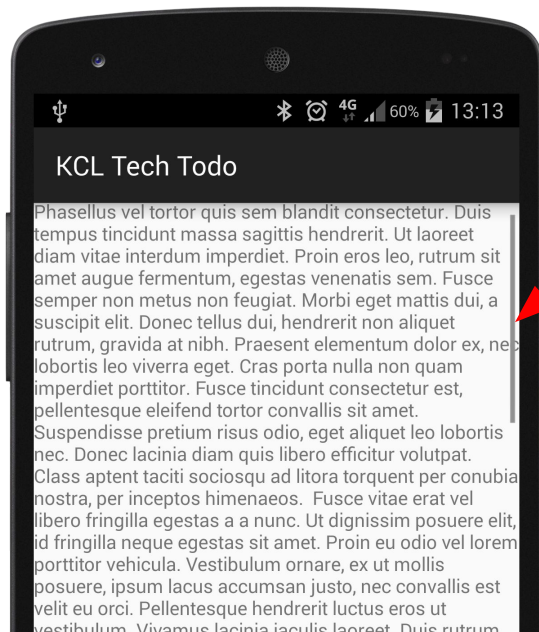 4G 60% 13:13
KCL Tech Todo
Phasellus vel tortor quis sem blandit consectetur. Duis
tempus tincidunt massa sagittis hendrerit. Ut laoreet
diam vitae interdum imperdiet. Proin eros leo, rutrum sit
amet augue fermentum, egestas venenatis sem. Fusce
semper non metus non feugiat. Morbi eget mattis dui, a
suscipit elit. Donec tellus dui, hendrerit non aliquet
rutrum, gravida at nibh. Praesent elementum dolor ex, nec
lobortis leo viverra eget. Cras porta nulla non quam
imperdiet porttitor. Fusce tincidunt consectetur est,
pellentesque eleifend tortor convallis sit amet.
Suspendisse pretium risus odio, eget aliquet leo lobortis
nec. Donec lacinia diam quis libero efficitur volutpat.
Class aptent taciti sociosqu ad litora torquent per conubia
nostra, per inceptos himenaeos.  Fusce vitae erat vel
libero fringilla egestas a a nunc. Ut dignissim posuere elit,
id fringilla neque egestas sit amet. Proin eu odio vel lorem
porttitor vehicula. Vestibulum ornare, ex ut mollis
posuere, ipsum lacus accumsan justo, nec convallis est
velit eu orci. Pellentesque hendrerit luctus eros ut
vestibulum. Vivamus lacinia iaculis laoreet. Duis rutrum